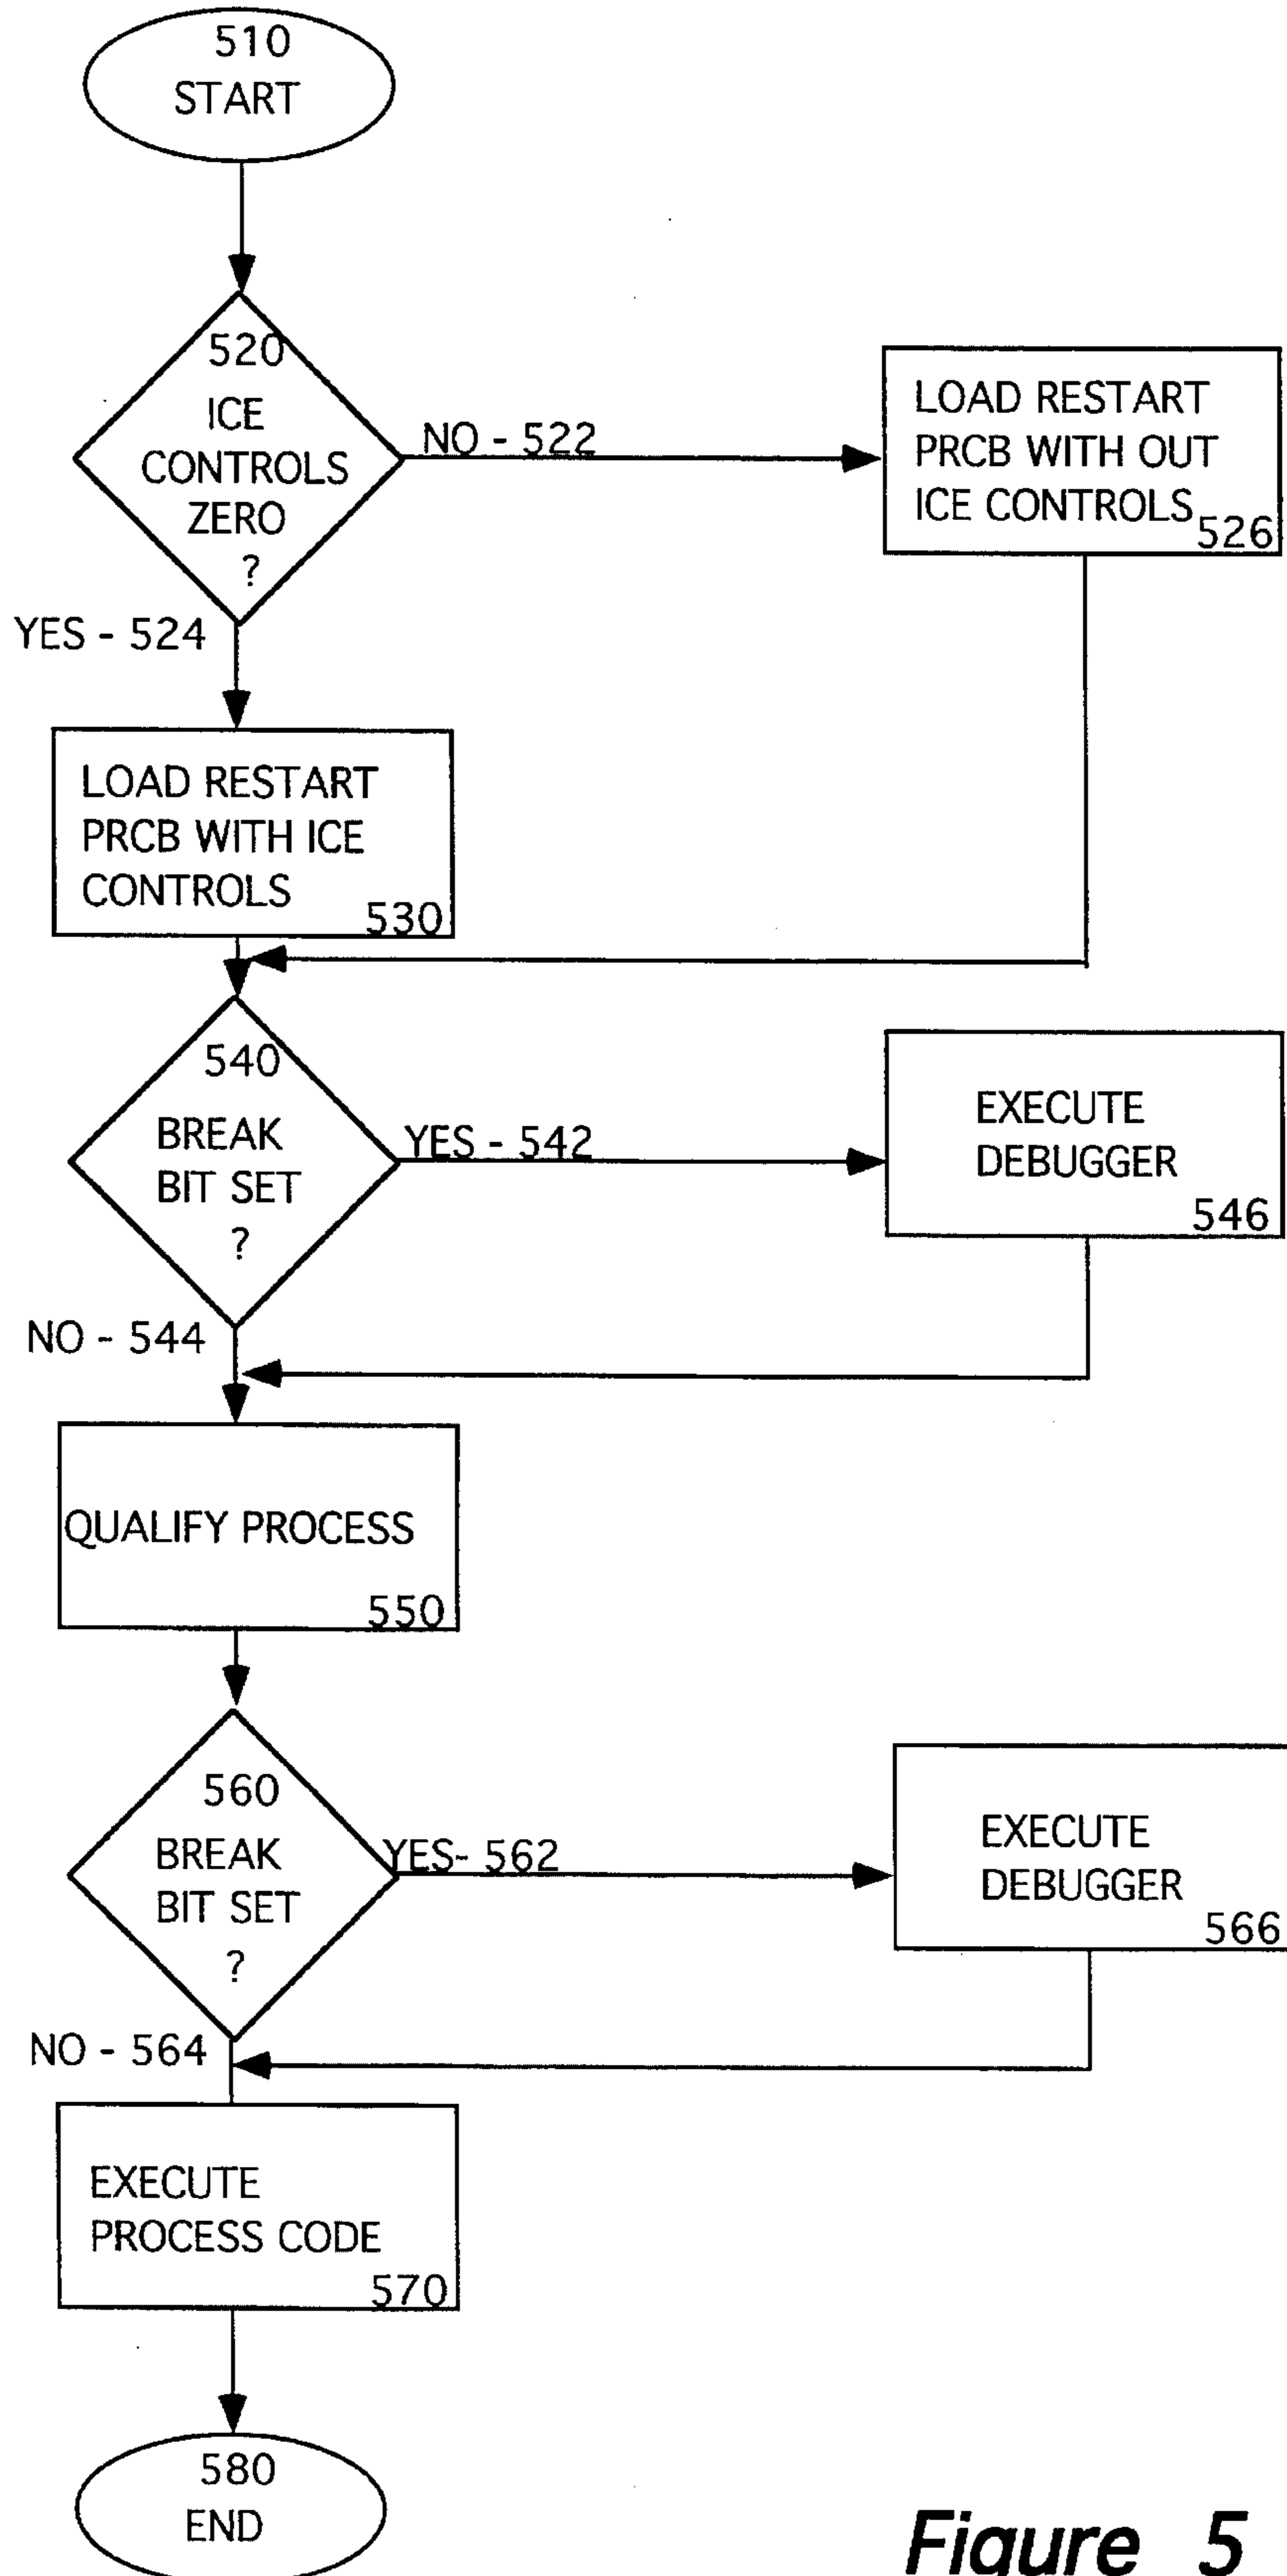 510
START
520
ICE
CONTROLS
ZERO
?
NO - 522
LOAD RESTART
PRCB WITH OUT
ICE CONTROLS
526
YES - 524
LOAD RESTART
PRCB WITH ICE
CONTROLS
530
540
BREAK
BIT SET
?
YES - 542
EXECUTE
DEBUGGER
546
NO - 544
QUALIFY PROCESS
550
560
BREAK
BIT SET
?
YES- 562
EXECUTE
DEBUGGER
566
NO - 564
EXECUTE
PROCESS CODE
570
580
END
Figure 5